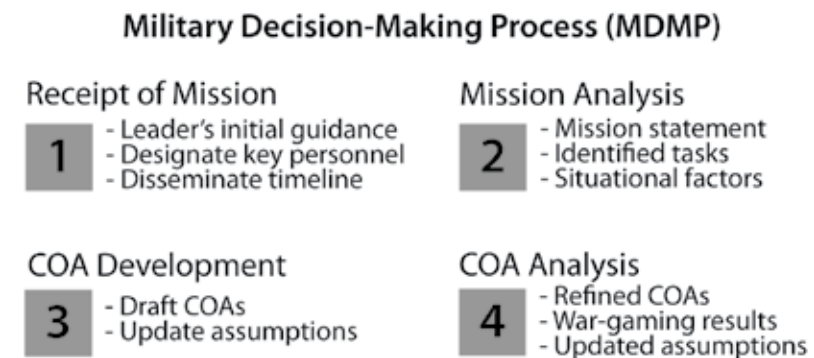 Military Decision-Making Process (MDMP)
Receipt of Mission
1
- Leader's initial guidance
- Designate key personnel
- Disseminate timeline
Mission Analysis
2
- Mission statement
- Identified tasks
- Situational factors
COA Development
3
- Draft COAs
- Update assumptions
COA Analysis
4
- Refined COAs
- War-gaming results
- Updated assumptions